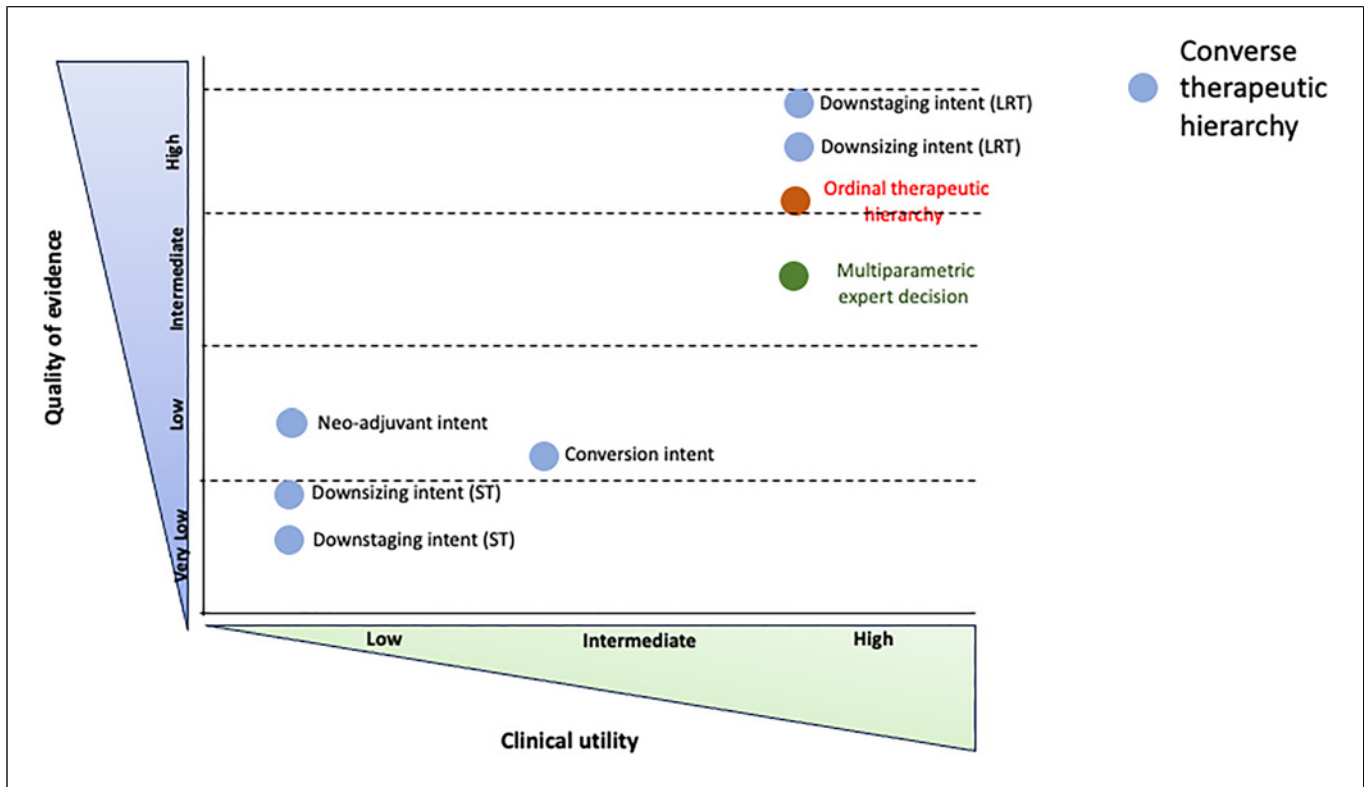 Converse
therapeutic
hierarchy
Downstaging intent (LRT)
Downsizing intent (LRT)
Ordinal therapeutic
hierarchy
Multiparametric
expert decision
Neo-adjuvant intent
Conversion intent
Downsizing intent (ST)
Downstaging intent (ST)
Quality of evidence
High
Intermediate
Low
Very Low
Low
Intermediate
High
Clinical utility